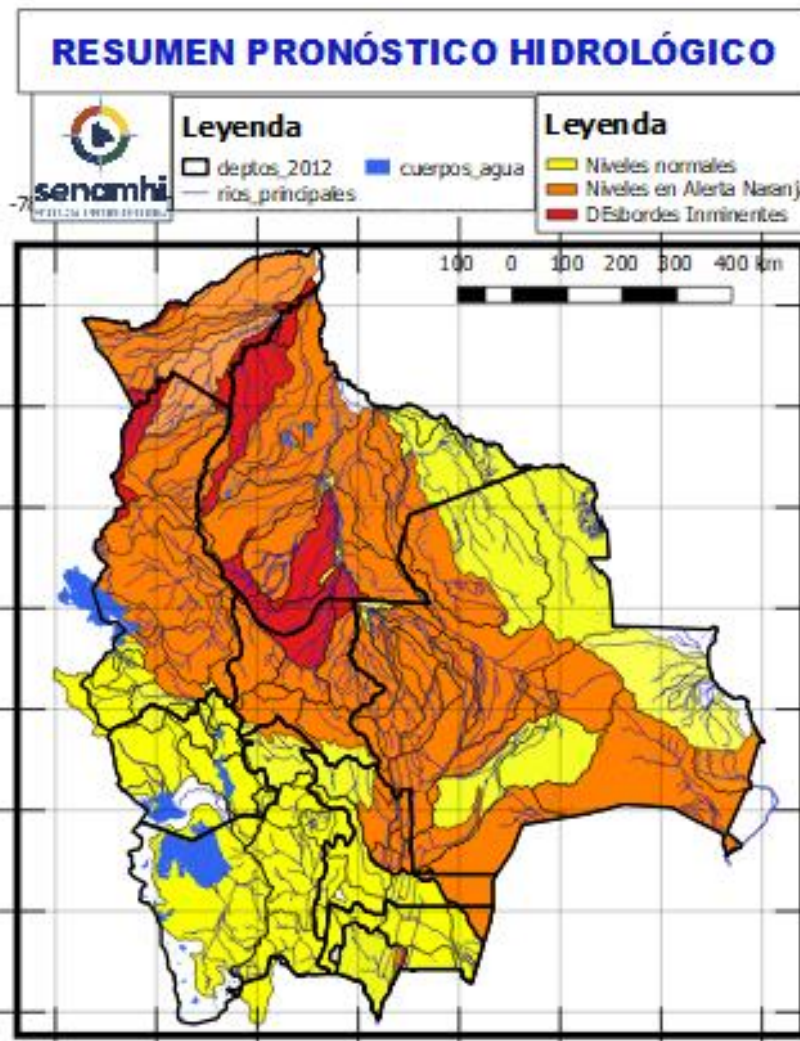 RESUMEN PRONÓSTICO HIDROLÓGICO
senamhi
Leyenda
deptos_2012
cuerpos_agua
rios_principales
Leyenda
Niveles normales
Niveles en Alerta Naranj
DEsbordes Inminentes
100 0 100 200 300 400 km